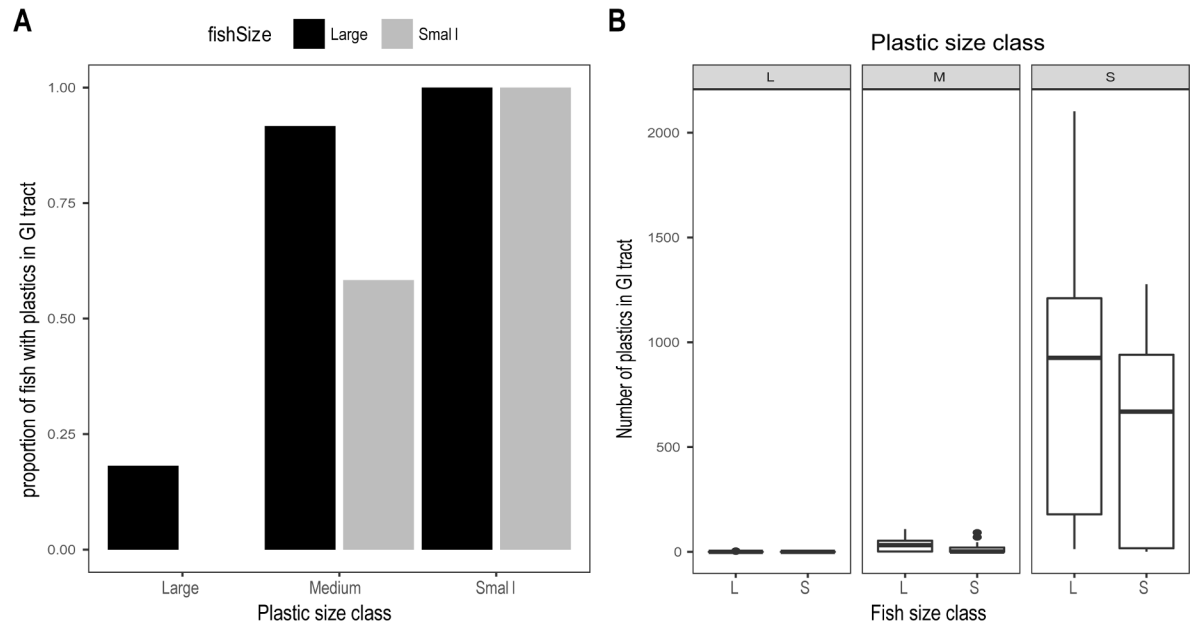 A
fishSize Large Smal l
1.00
0.75
0.50
0.25
0.00
proportion of fish with plastics in GI tract
Large Medium Smal l
Plastic size class
B
Plastic size class
L M S
2000
1500
1000
500
0
Number of plastics in GI tract
L S L S L S
Fish size class